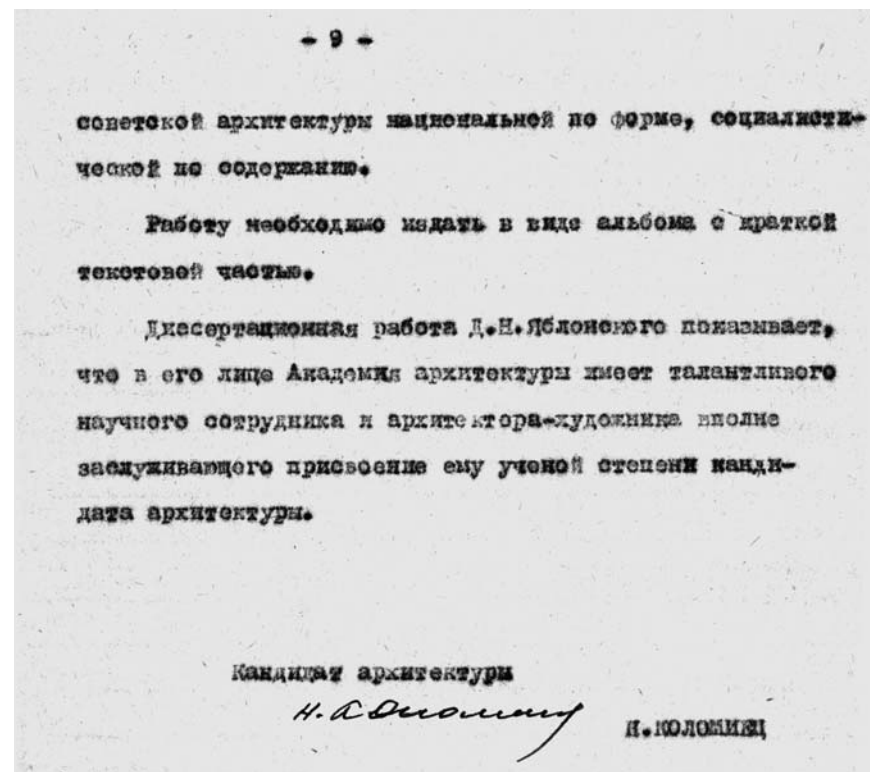 - 9 -
советской архитектуры национальной по форме, социалисти-
ческой по содержанию.
Работу необходимо издать в виде альбома с краткой
текстовой частью.
Диссертационная работа Д.Н.Яблонского показывает,
что в его лице Академия архитектуры имеет талантливого
научного сотрудника и архитектора-художника вполне
заслуживающего присвоение ему ученой степени канди-
дата архитектуры.
Кандидат архитектуры
Н.КОЛОМИЕЦ